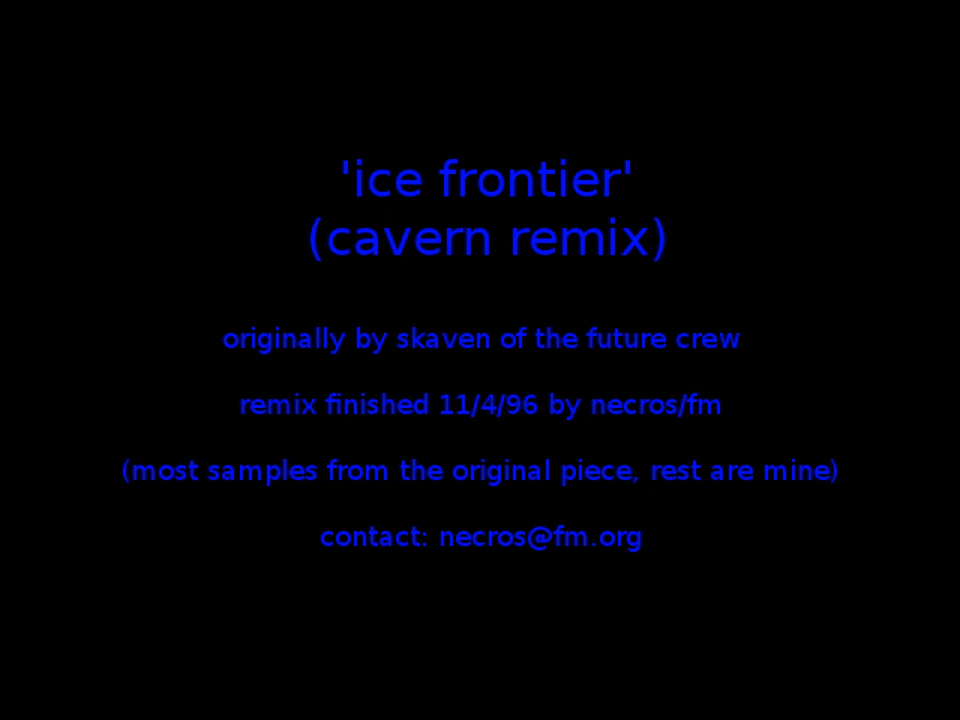 'ice frontier'
(cavern remix)
originally by skaven of the future crew
remix finished 11/4/96 by necros/fm
(most samples from the original piece, rest are mine)
contact: necros@fm.org